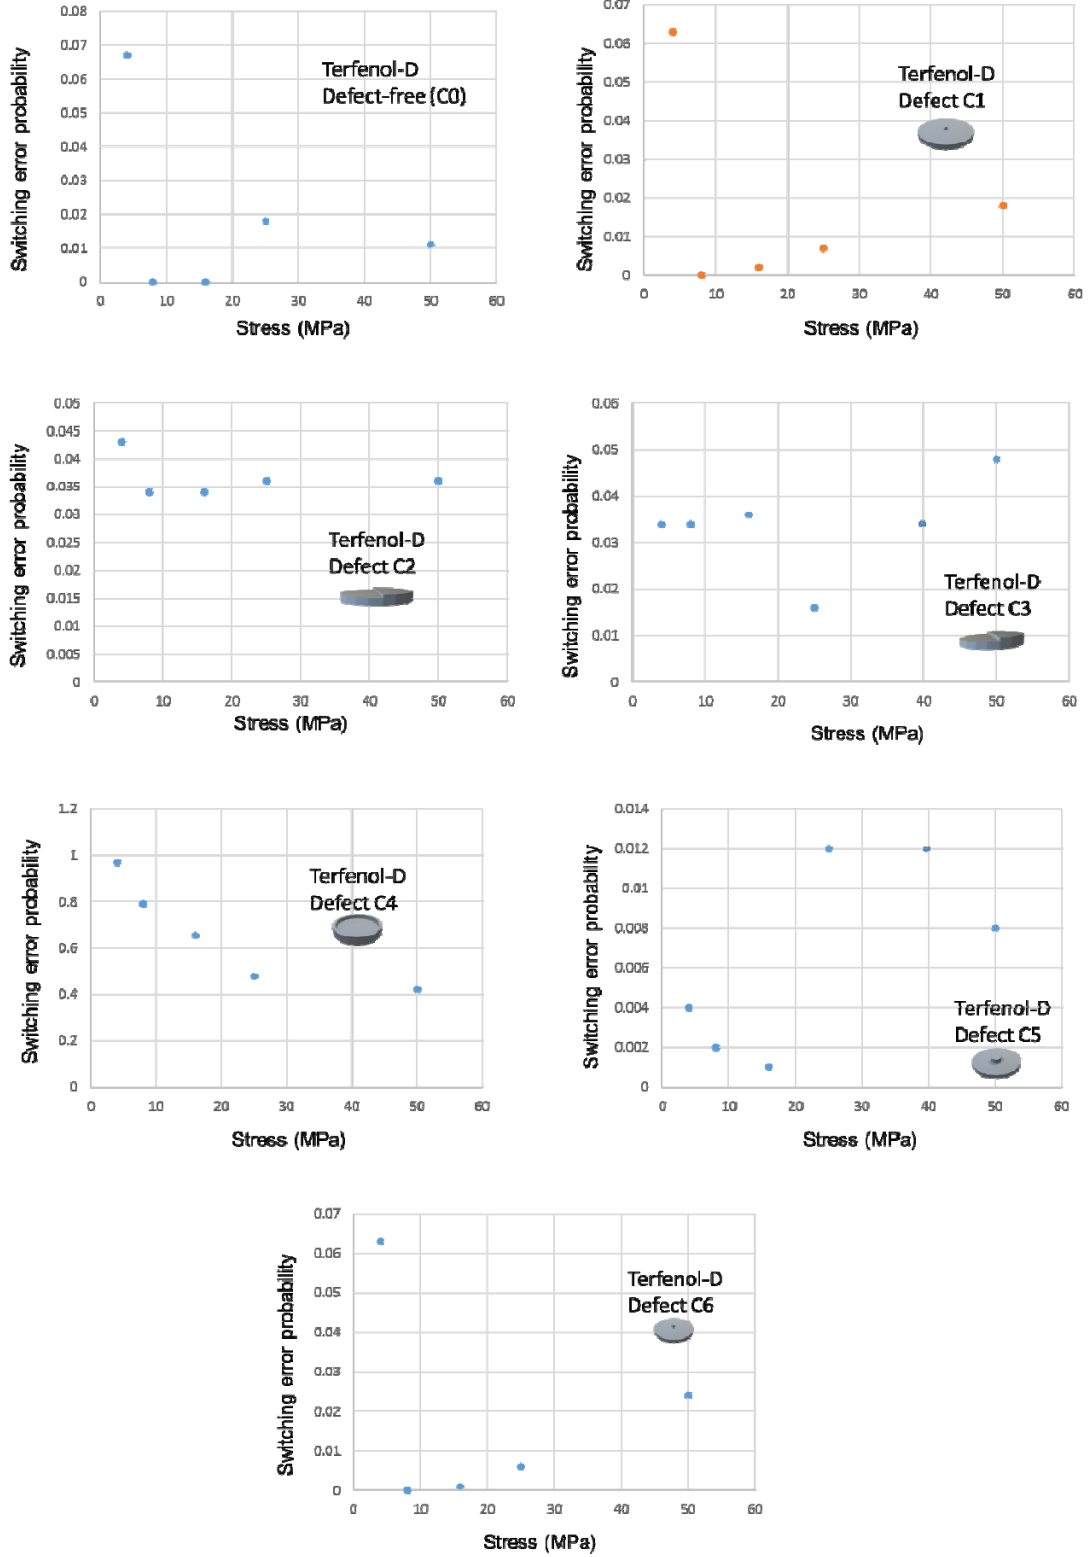 0.08
0.07
0.06
0.05
0.04
0.03
0.02
0.01
0
0 10 20 30 40 50 60
Switching error probability
Stress (MPa)
Terfenol-D
Defect-free (C0)
0.07
0.06
0.05
0.04
0.03
0.02
0.01
0
0 10 20 30 40 50 60
Switching error probability
Stress (MPa)
Terfenol-D
Defect C1
0.05
0.045
0.04
0.035
0.03
0.025
0.02
0.015
0.01
0.005
0
0 10 20 30 40 50 60
Switching error probability
Stress (MPa)
Terfenol-D
Defect C2
0.06
0.05
0.04
0.03
0.02
0.01
0
0 10 20 30 40 50 60
Switching error probability
Stress (MPa)
Terfenol-D
Defect C3
1.2
1
0.8
0.6
0.4
0.2
0
0 10 20 30 40 50 60
Switching error probability
Stress (MPa)
Terfenol-D
Defect C4
0.014
0.012
0.01
0.008
0.006
0.004
0.002
0
0 10 20 30 40 50 60
Switching error probability
Stress (MPa)
Terfenol-D
Defect C5
0.07
0.06
0.05
0.04
0.03
0.02
0.01
0
0 10 20 30 40 50 60
Switching error probability
Stress (MPa)
Terfenol-D
Defect C6